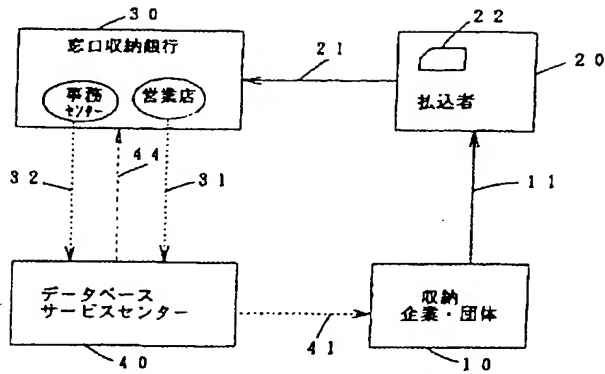 30
窓口収納銀行
事務
センター
営業店
21
22
払込者
20
32
44
31
11
データベース
サービスセンター
40
41
収納
企業・団体
10